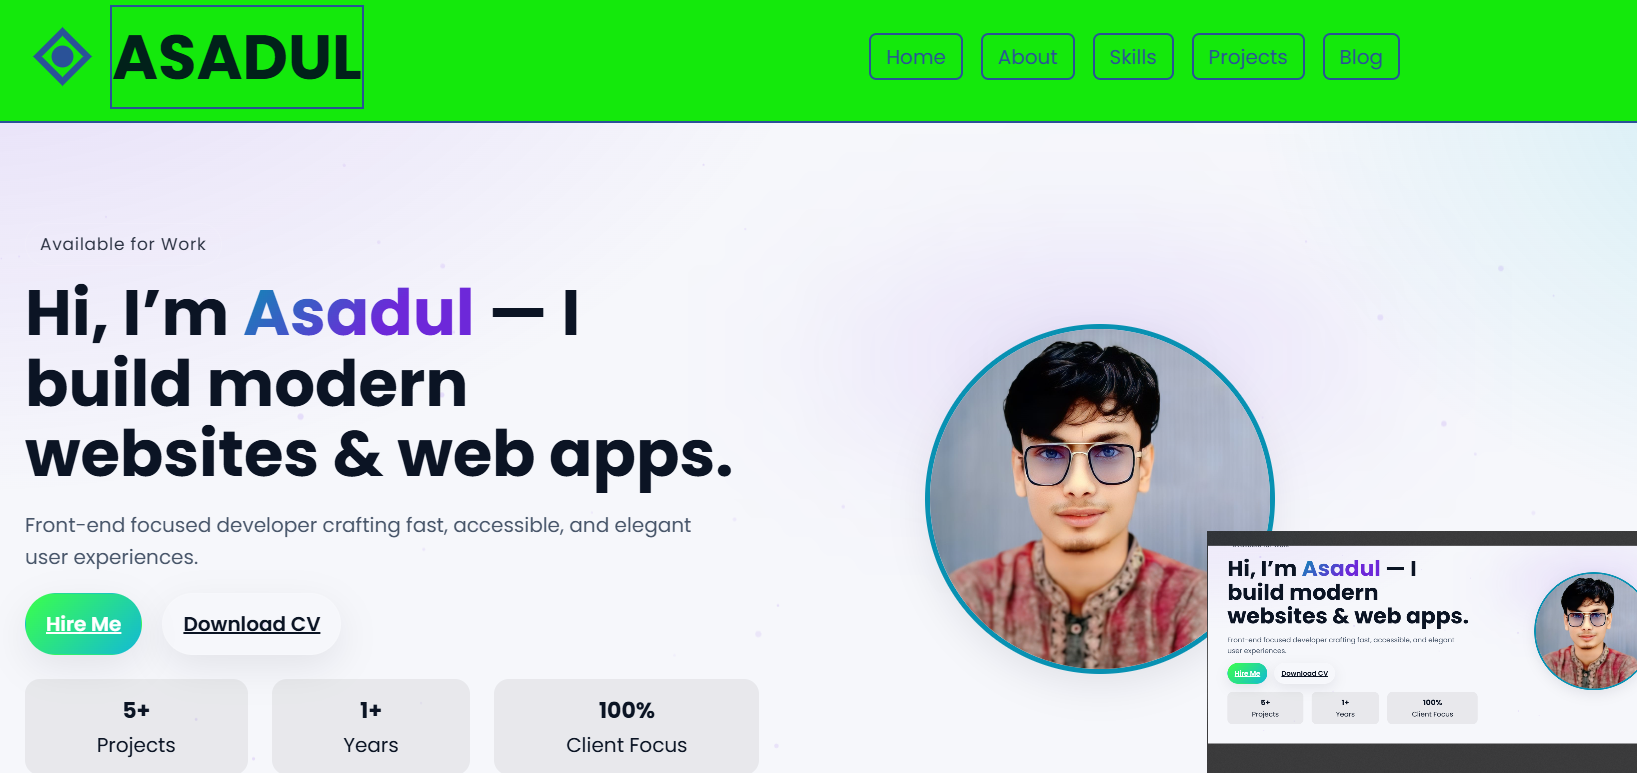 ASADUL
Home
About
Skills
Projects
Blog
Available for Work
Hi, I’m Asadul — I
build modern
websites & web apps.
Front-end focused developer crafting fast, accessible, and elegant
user experiences.
Hire Me
Download CV
5+
Projects
1+
Years
100%
Client Focus
Hi, I’m Asadul — I
build modern
websites & web apps.
Front-end focused developer crafting fast, accessible, and elegant
user experiences.
Hire Me
Download CV
5+
Projects
1+
Years
100%
Client Focus